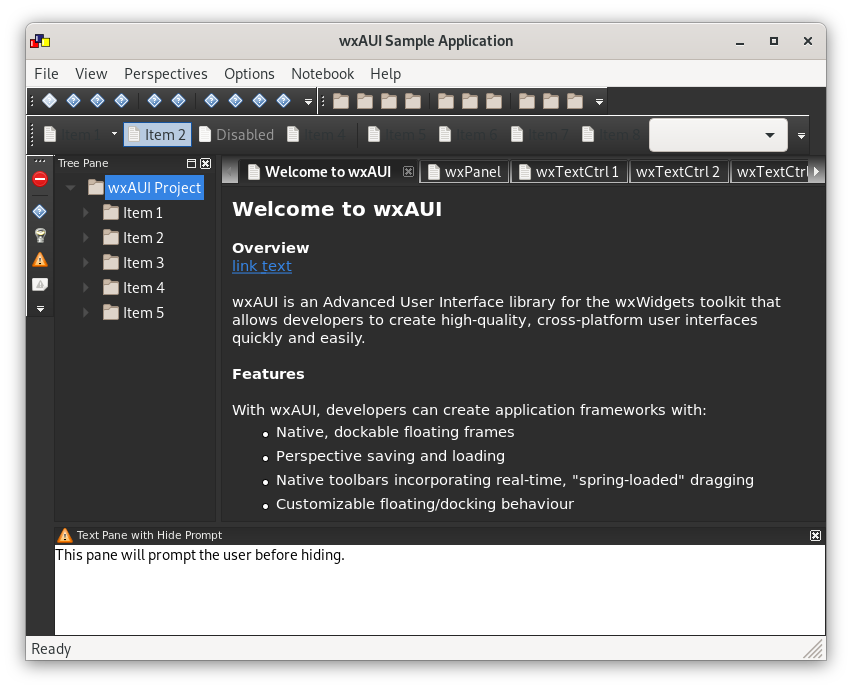 wxAUI Sample Application
File View Perspectives Options Notebook Help
Item 1 Item 2 Disabled Item 4 Item 5 Item 6 Item 7 Item 8
Tree Pane
wxAUI Project
Item 1
Item 2
Item 3
Item 4
Item 5
Welcome to wxAUI wxPanel wxTextCtrl 1 wxTextCtrl 2 wxTextCtrl
Welcome to wxAUI
Overview
link text
wxAUI is an Advanced User Interface library for the wxWidgets toolkit that
allows developers to create high-quality, cross-platform user interfaces
quickly and easily.
Features
With wxAUI, developers can create application frameworks with:
Native, dockable floating frames
Perspective saving and loading
Native toolbars incorporating real-time, "spring-loaded" dragging
Customizable floating/docking behaviour
Text Pane with Hide Prompt
This pane will prompt the user before hiding.
Ready